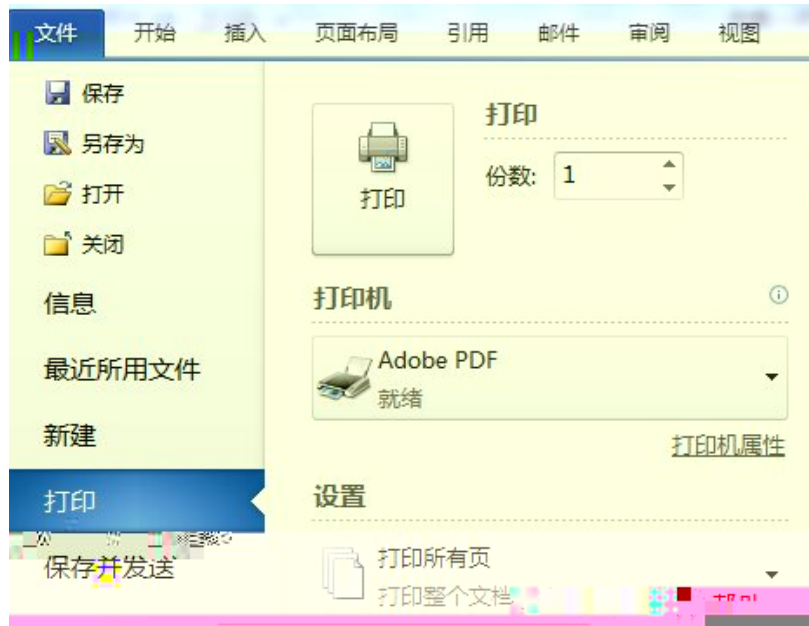 文件 开始 插入 页面布局 引用 邮件 审阅 视图
保存
另存为
打开
关闭
信息
最近所用文件
新建
打印
保存并发送
打印
打印
份数: 1
打印机
Adobe PDF
就绪
打印机属性
设置
打印所有页
打印整个文档